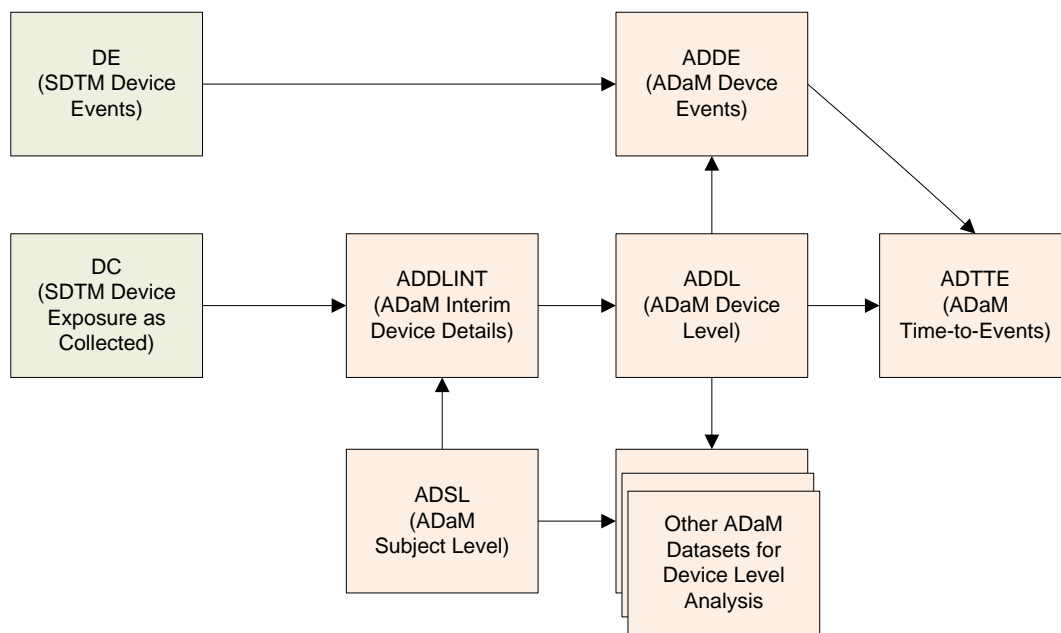 DE
(SDTM Device
Events)
ADDE
(ADaM Devce
Events)
DC
(SDTM Device
Exposure as
Collected)
ADDLINT
(ADaM Interim
Device Details)
ADDL
(ADaM Device
Level)
ADTTE
(ADaM
Time-to-Events)
ADSL
(ADaM
Subject Level)
Other ADaM
Datasets for
Device Level
Analysis